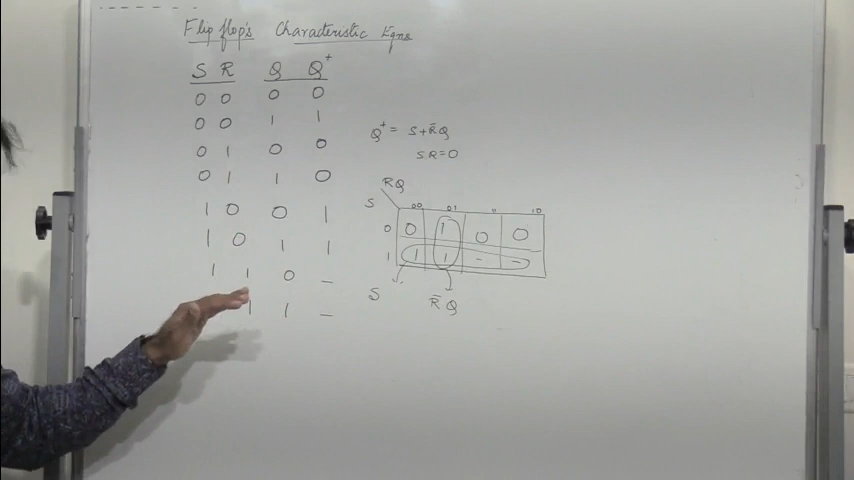 Flip flop's Characteristic Eqns
S R Q Q⁺
0 0 0 0
0 0 1 1
0 1 0 0
0 1 1 0
1 0 0 1
1 0 1 1
1 1 0 –
1 1 –
Q⁺ = S + R̄Q
SR = 0
RQ
S 00 01 11 10
0 0 1 0 0
1 1 1 – –
S R̄Q